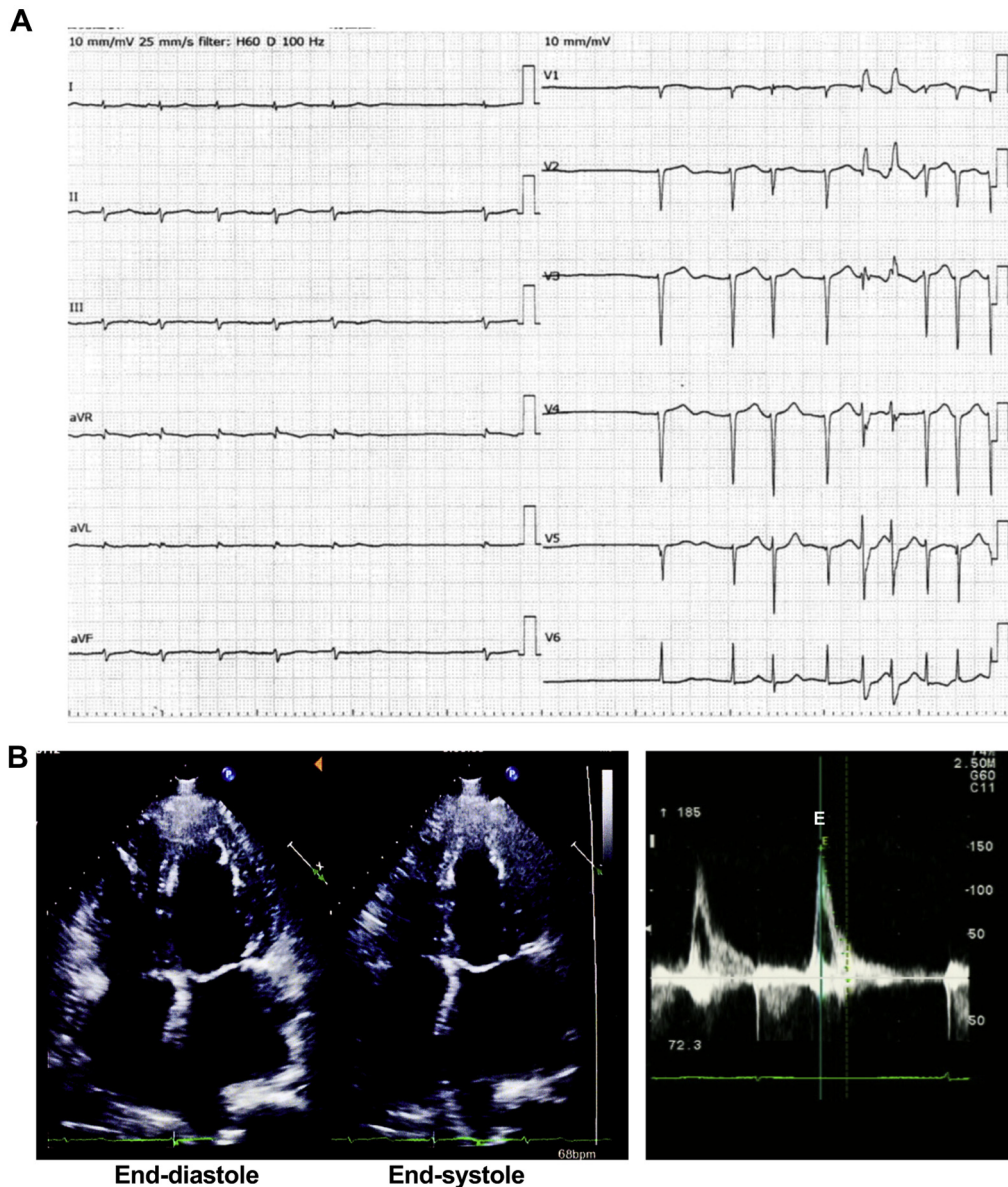 A
10 mm/mV 25 mm/s filter: H60 D 100 Hz
10 mm/mV
I
II
III
aVR
aVL
aVF
V1
V2
V3
V4
V5
V6
B
P
P
X
68bpm
End-diastole
End-systole
2.50M
G60
C11
↑ 185
E
E
150
100
50
50
72.3